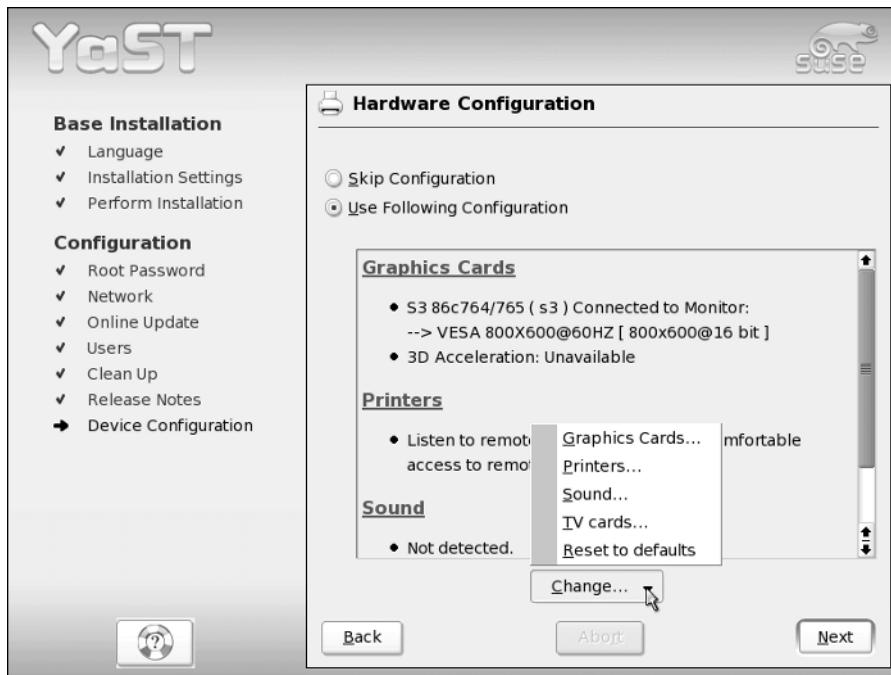 YaST
SUSE
Base Installation
Language
Installation Settings
Perform Installation
Configuration
Root Password
Network
Online Update
Users
Clean Up
Release Notes
Device Configuration
Hardware Configuration
Skip Configuration
Use Following Configuration
Graphics Cards
S3 86c764/765 ( s3 ) Connected to Monitor:
--> VESA 800X600@60HZ [ 800x600@16 bit ]
3D Acceleration: Unavailable
Printers
Listen to remot mfortable
access to remo
Sound
Not detected.
Graphics Cards...
Printers...
Sound...
TV cards...
Reset to defaults
Change...
?
Back
Abort
Next